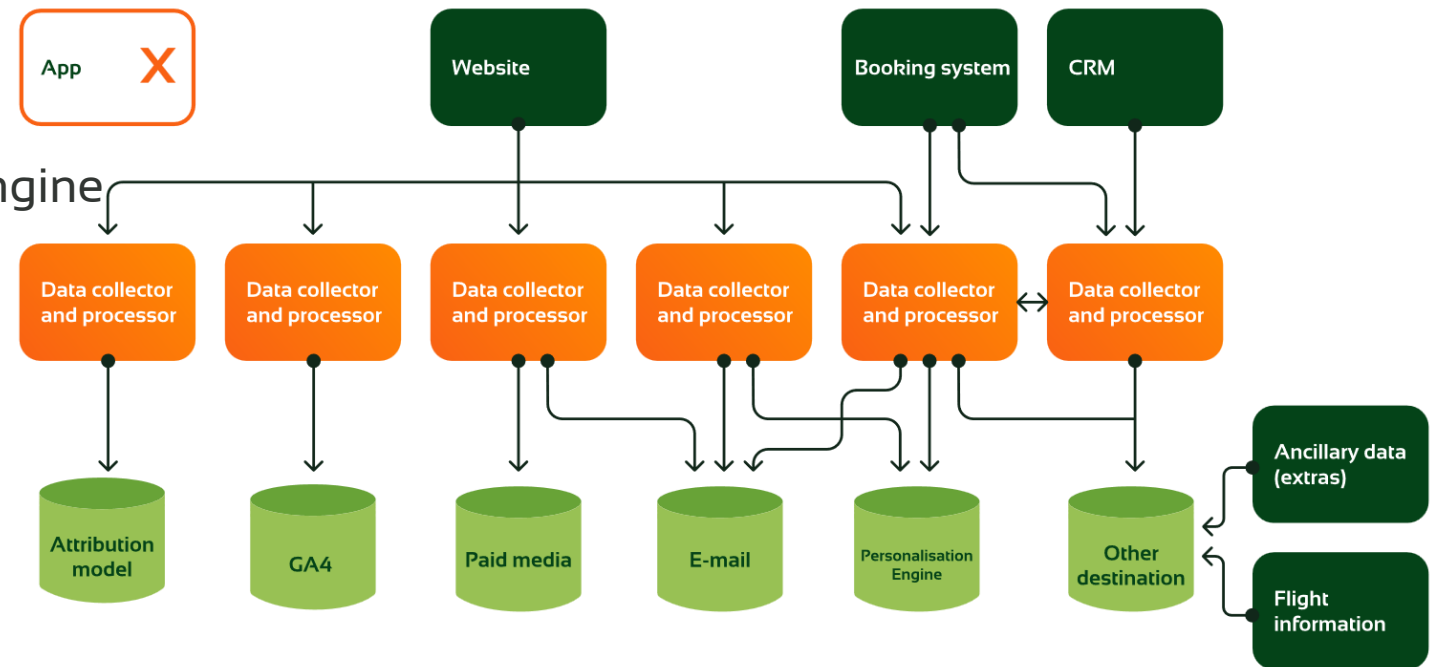 App X
Website
Booking system
CRM
ngine
Data collector
and processor
Data collector
and processor
Data collector
and processor
Data collector
and processor
Data collector
and processor
Data collector
and processor
Ancillary data
(extras)
Attribution
model
GA4
Paid media
E-mail
Personalisation
Engine
Other
destination
Flight
information